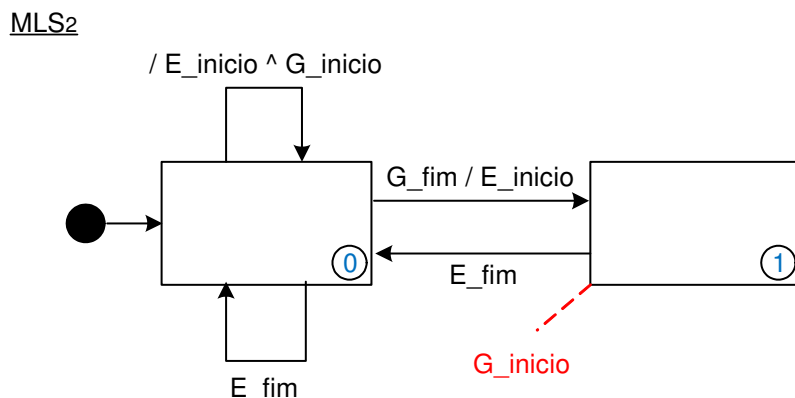 MLS2
/ E_inicio ^ G_inicio
G_fim / E_inicio
0
E_fim
1
G_inicio
E_fim